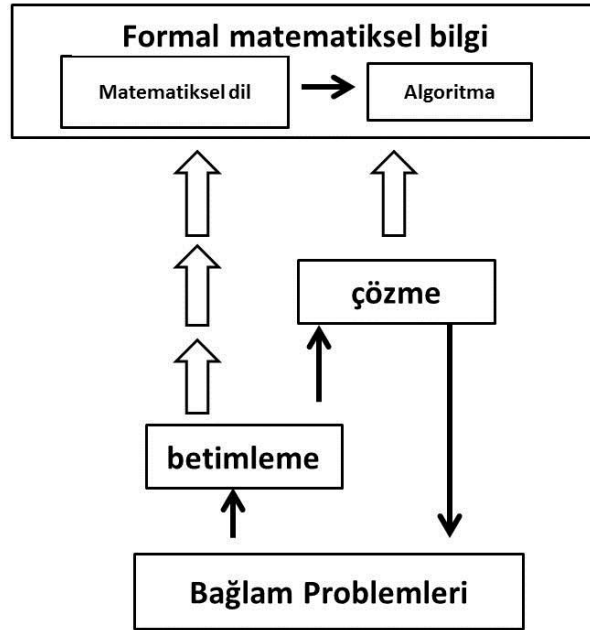 Formal matematiksel bilgi
Matematiksel dil
Algoritma
çözme
betimleme
Bağlam Problemleri